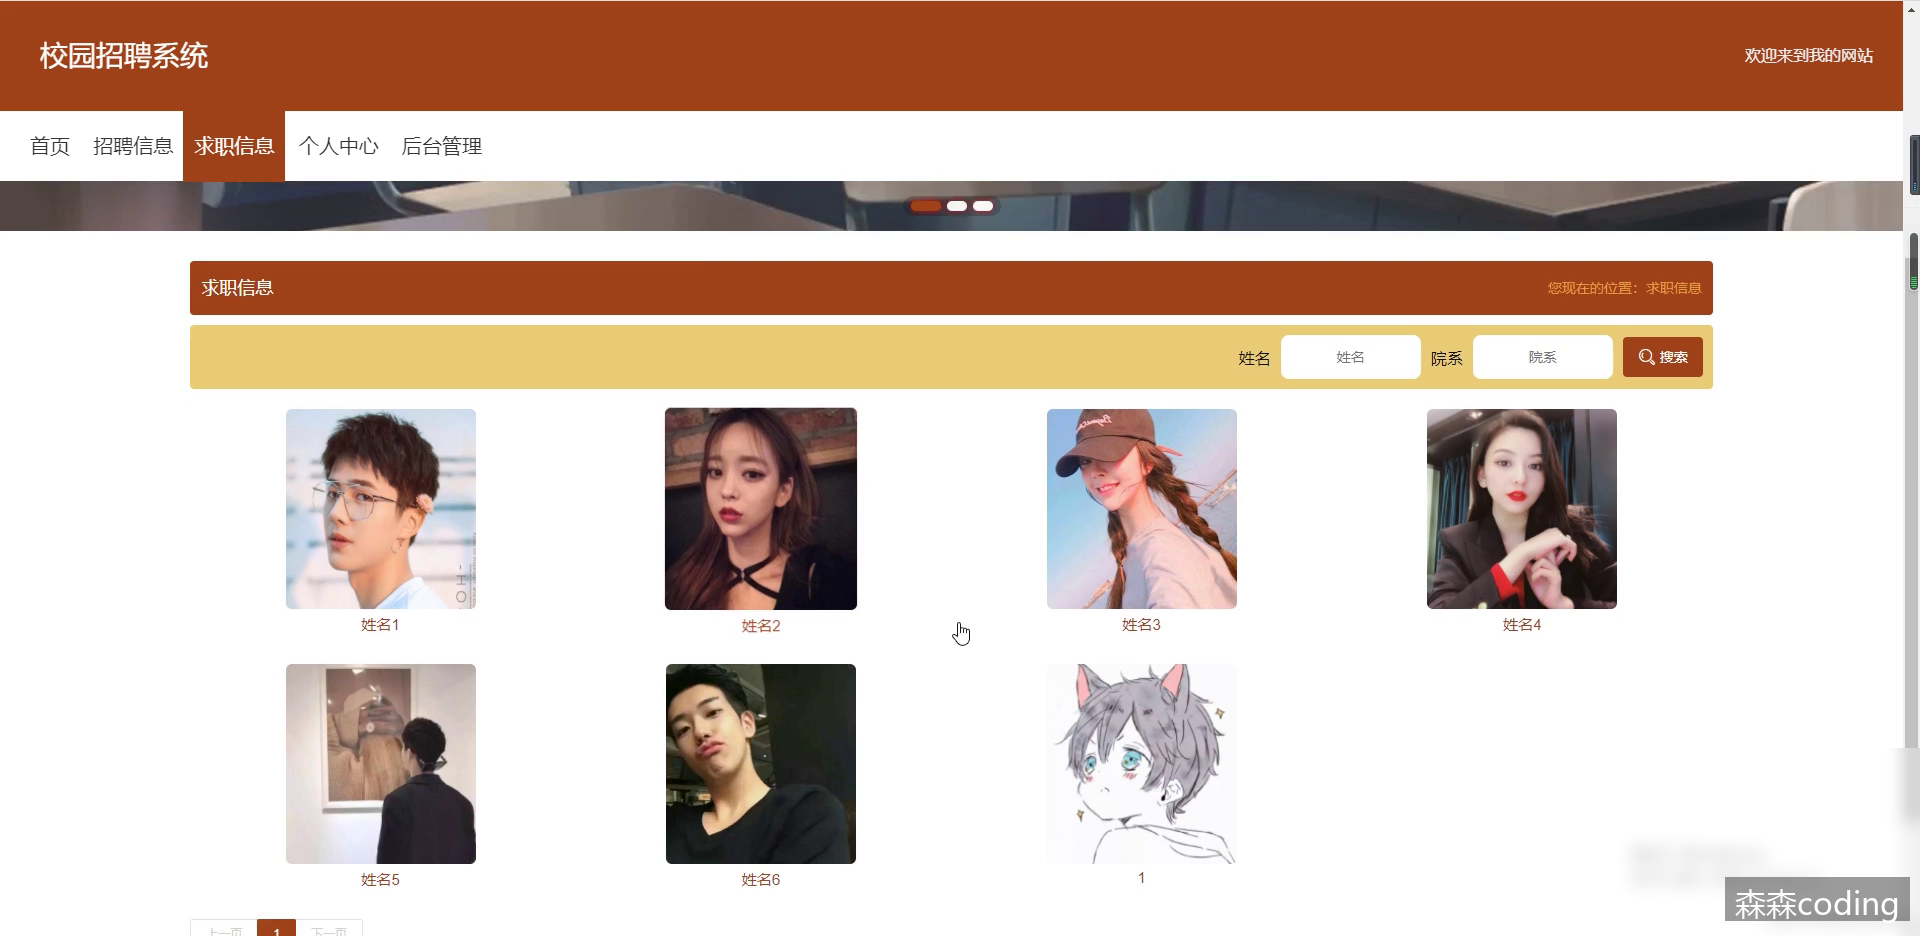 校园招聘系统
欢迎来到我的网站
首页 招聘信息 求职信息 个人中心 后台管理
求职信息
您现在的位置：求职信息
姓名 姓名 院系 院系 搜索
姓名1 姓名2 姓名3 姓名4
姓名5 姓名6 1
上一页 1 下一页
森森coding